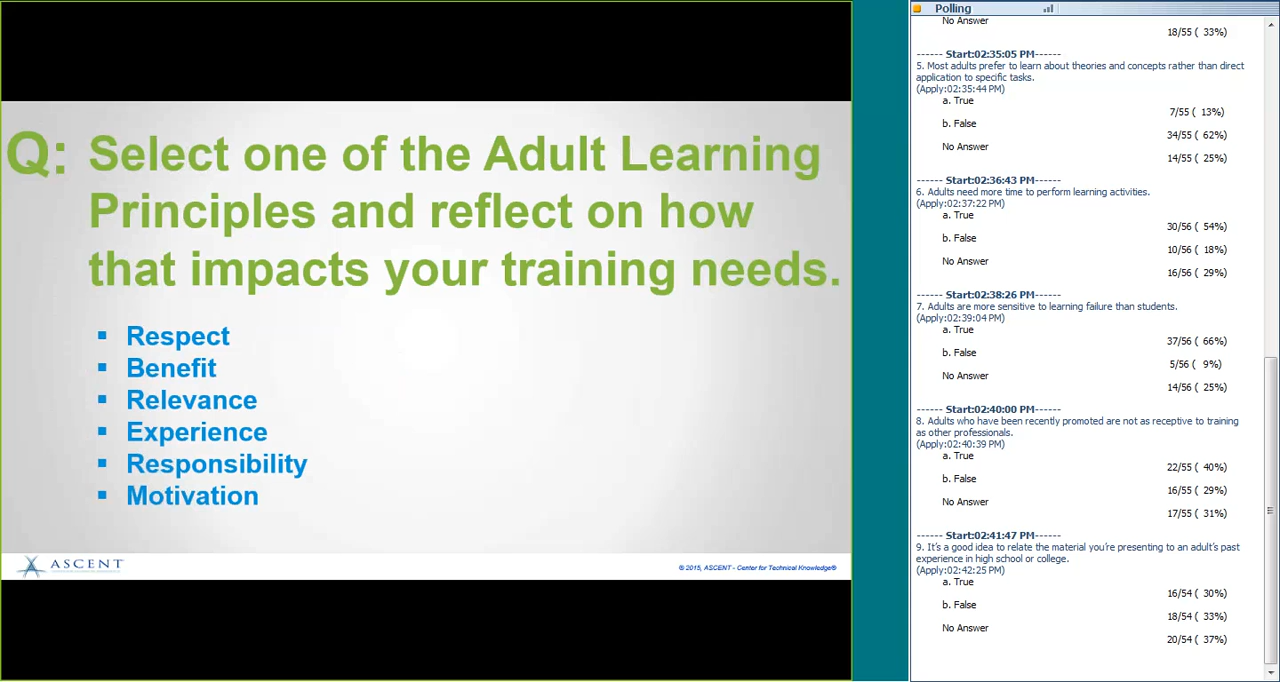 Q: Select one of the Adult Learning
Principles and reflect on how
that impacts your training needs.
▪ Respect
▪ Benefit
▪ Relevance
▪ Experience
▪ Responsibility
▪ Motivation
ASCENT
© 2015, ASCENT - Center for Technical Knowledge®
Polling
No Answer
18/55 ( 33%)
------ Start:02:35:05 PM------
5. Most adults prefer to learn about theories and concepts rather than direct
application to specific tasks.
(Apply:02:35:44 PM)
a. True
7/55 ( 13%)
b. False
34/55 ( 62%)
No Answer
14/55 ( 25%)
------ Start:02:36:43 PM------
6. Adults need more time to perform learning activities.
(Apply:02:37:22 PM)
a. True
30/56 ( 54%)
b. False
10/56 ( 18%)
No Answer
16/56 ( 29%)
------ Start:02:38:26 PM------
7. Adults are more sensitive to learning failure than students.
(Apply:02:39:04 PM)
a. True
37/56 ( 66%)
b. False
5/56 ( 9%)
No Answer
14/56 ( 25%)
------ Start:02:40:00 PM------
8. Adults who have been recently promoted are not as receptive to training
as other professionals.
(Apply:02:40:39 PM)
a. True
22/55 ( 40%)
b. False
16/55 ( 29%)
No Answer
17/55 ( 31%)
------ Start:02:41:47 PM------
9. It's a good idea to relate the material you're presenting to an adult's past
experience in high school or college.
(Apply:02:42:25 PM)
a. True
16/54 ( 30%)
b. False
18/54 ( 33%)
No Answer
20/54 ( 37%)